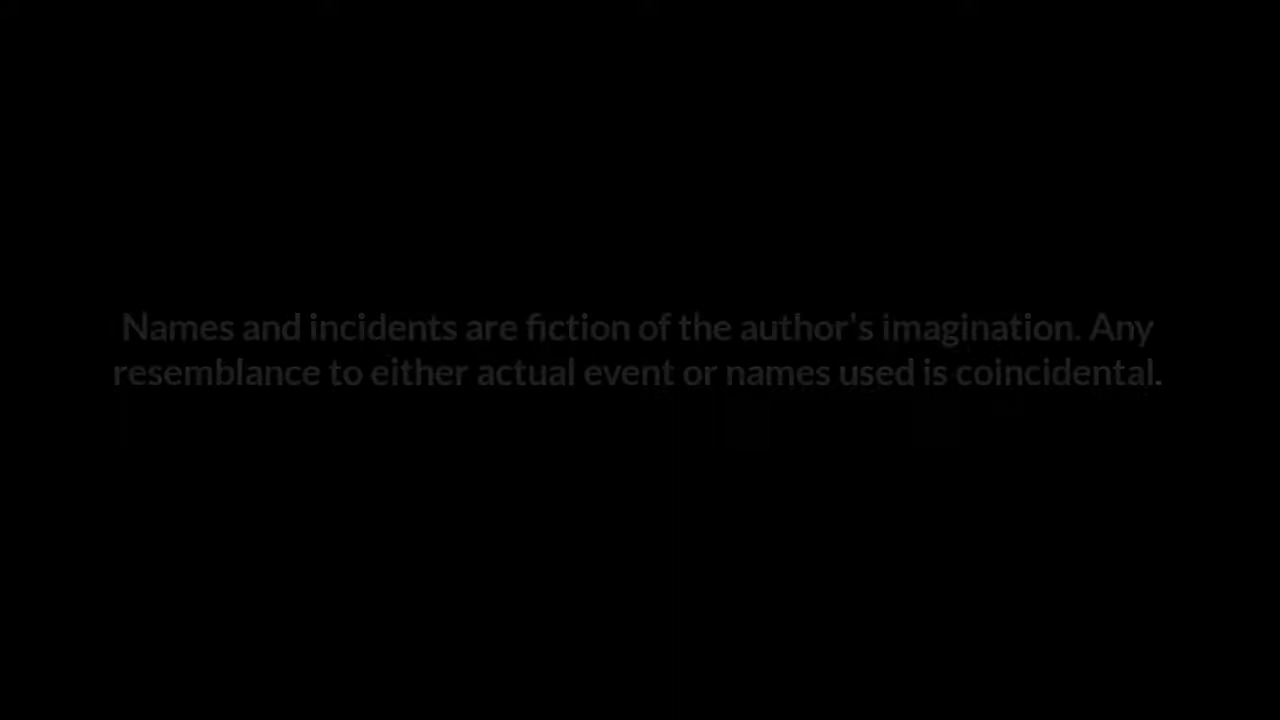 Names and incidents are fiction of the author's imagination. Any
resemblance to either actual event or names used is coincidental.